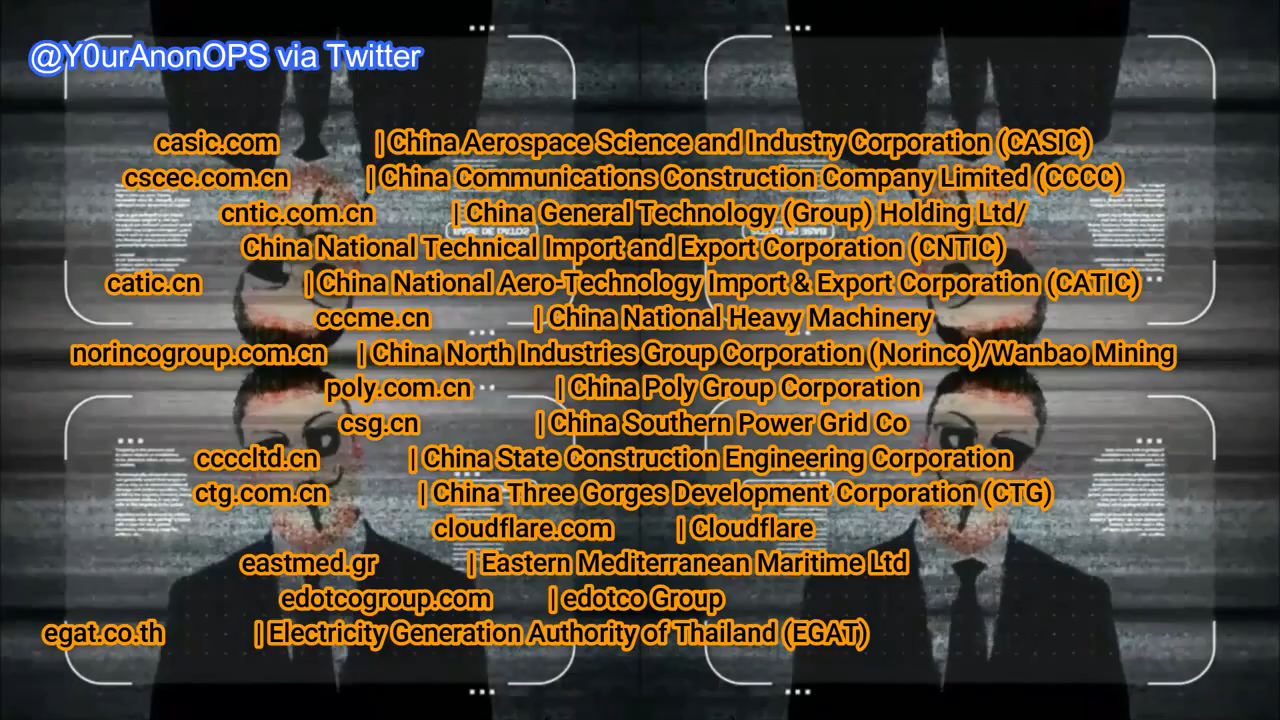 @Y0urAnonOPS via Twitter
casic.com | China Aerospace Science and Industry Corporation (CASIC)
cscec.com.cn | China Communications Construction Company Limited (CCCC)
cntic.com.cn | China General Technology (Group) Holding Ltd/
China National Technical Import and Export Corporation (CNTIC)
catic.cn | China National Aero-Technology Import & Export Corporation (CATIC)
cccme.cn | China National Heavy Machinery
norincogroup.com.cn | China North Industries Group Corporation (Norinco)/Wanbao Mining
poly.com.cn | China Poly Group Corporation
csg.cn | China Southern Power Grid Co
ccccltd.cn | China State Construction Engineering Corporation
ctg.com.cn | China Three Gorges Development Corporation (CTG)
cloudflare.com | Cloudflare
eastmed.gr | Eastern Mediterranean Maritime Ltd
edotcogroup.com | edotco Group
egat.co.th | Electricity Generation Authority of Thailand (EGAT)